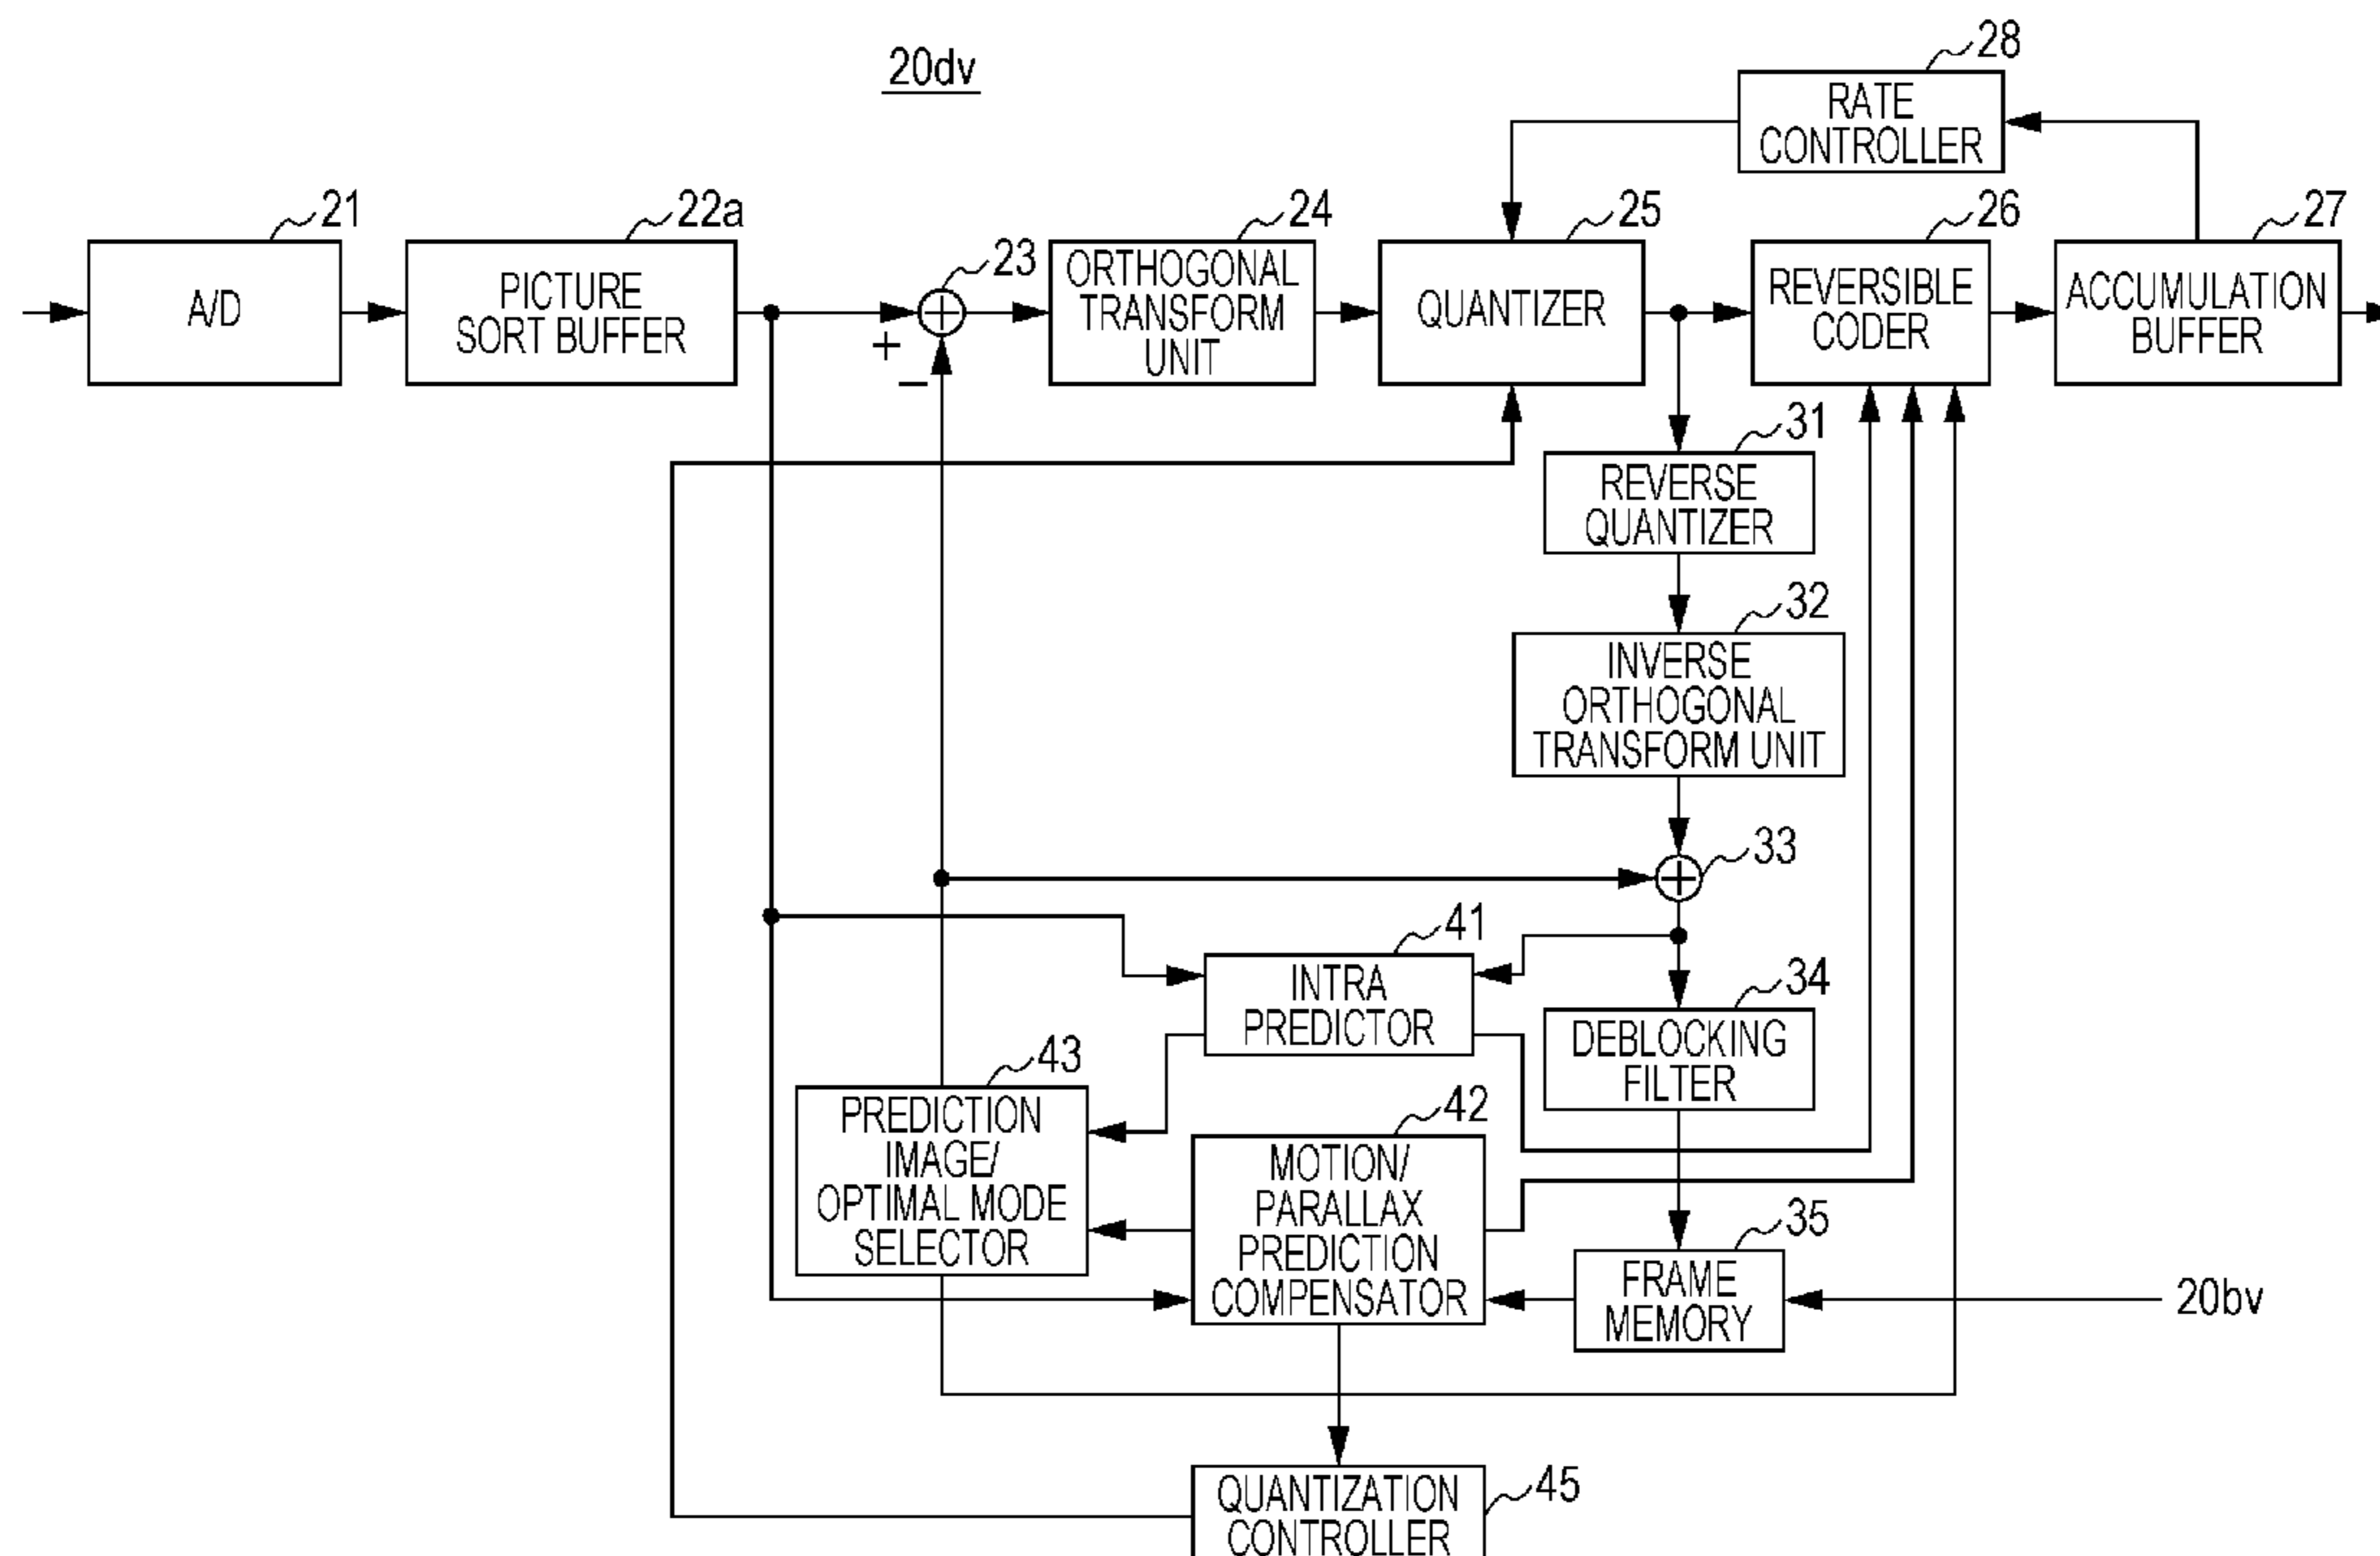 20dv
28
RATE
CONTROLLER
21
22a
23
24
25
26
27
A/D
PICTURE
SORT BUFFER
+
−
ORTHOGONAL
TRANSFORM
UNIT
QUANTIZER
REVERSIBLE
CODER
ACCUMULATION
BUFFER
31
REVERSE
QUANTIZER
32
INVERSE
ORTHOGONAL
TRANSFORM UNIT
33
41
INTRA
PREDICTOR
34
DEBLOCKING
FILTER
43
PREDICTION
IMAGE/
OPTIMAL MODE
SELECTOR
42
MOTION/
PARALLAX
PREDICTION
COMPENSATOR
35
FRAME
MEMORY
20bv
45
QUANTIZATION
CONTROLLER